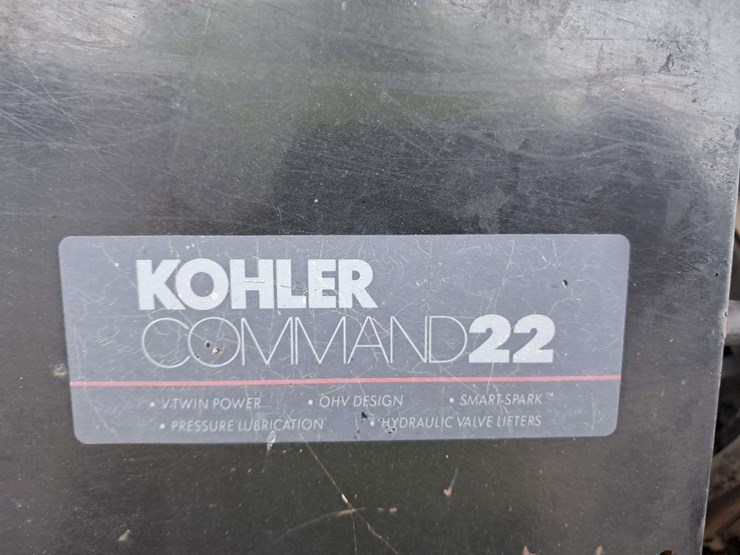 KOHLER
COMMAND22
• V-TWIN POWER • OHV DESIGN • SMART-SPARK™
• PRESSURE LUBRICATION • HYDRAULIC VALVE LIFTERS